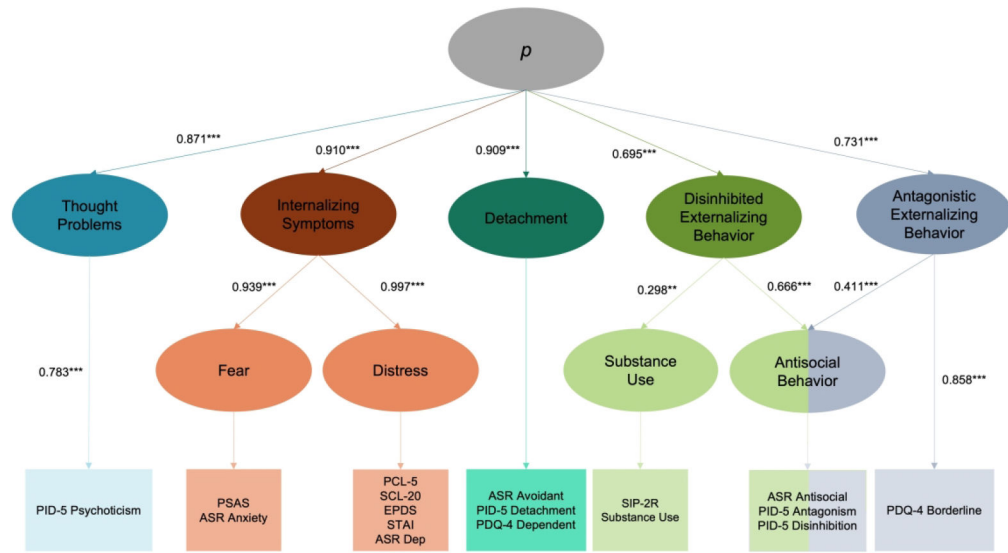 p
0.871***
0.910***
0.909***
0.695***
0.731***
Thought
Problems
Internalizing
Symptoms
Detachment
Disinhibited
Externalizing
Behavior
Antagonistic
Externalizing
Behavior
0.939***
0.997***
0.298**
0.666***
0.411***
0.783***
Fear
Distress
Substance
Use
Antisocial
Behavior
0.858***
PID-5 Psychoticism
PSAS
ASR Anxiety
PCL-5
SCL-20
EPDS
STAI
ASR Dep
ASR Avoidant
PID-5 Detachment
PDQ-4 Dependent
SIP-2R
Substance Use
ASR Antisocial
PID-5 Antagonism
PID-5 Disinhibition
PDQ-4 Borderline